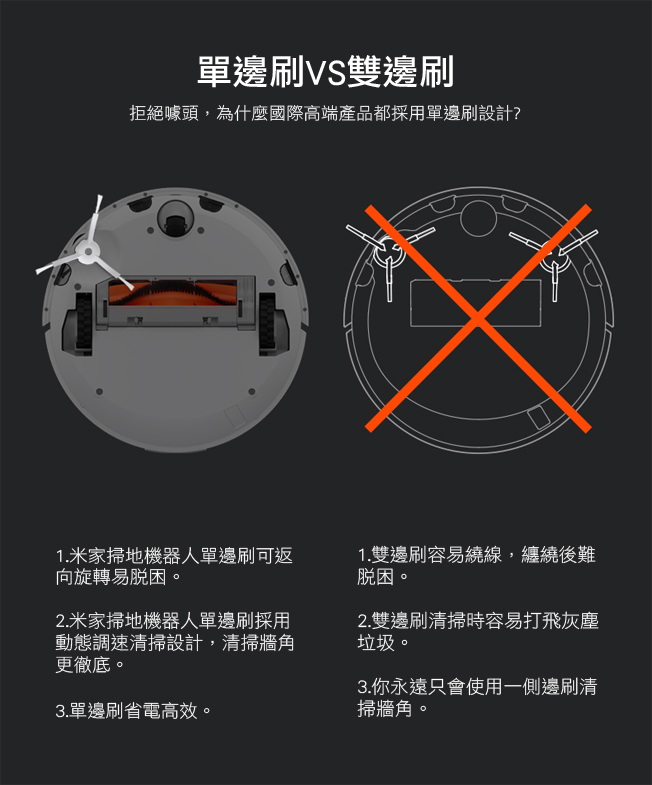 單邊刷VS雙邊刷
拒絕噱頭，為什麼國際高端產品都採用單邊刷設計?
1.米家掃地機器人單邊刷可返
向旋轉易脫困。
2.米家掃地機器人單邊刷採用
動態調速清掃設計，清掃牆角
更徹底。
3.單邊刷省電高效。
1.雙邊刷容易繞線，纏繞後難
脫困。
2.雙邊刷清掃時容易打飛灰塵
垃圾。
3.你永遠只會使用一側邊刷清
掃牆角。